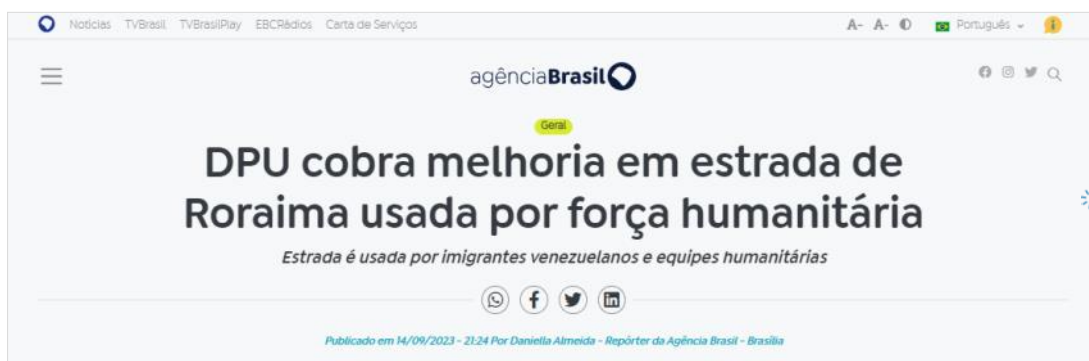 Notícias TVBrasil TVBrasilPlay EBCRádios Carta de Serviços A- A- Português
agênciaBrasil
Geral
DPU cobra melhoria em estrada de
Roraima usada por força humanitária
Estrada é usada por imigrantes venezuelanos e equipes humanitárias
Publicado em 14/09/2023 - 21:24 Por Daniella Almeida - Repórter da Agência Brasil - Brasília